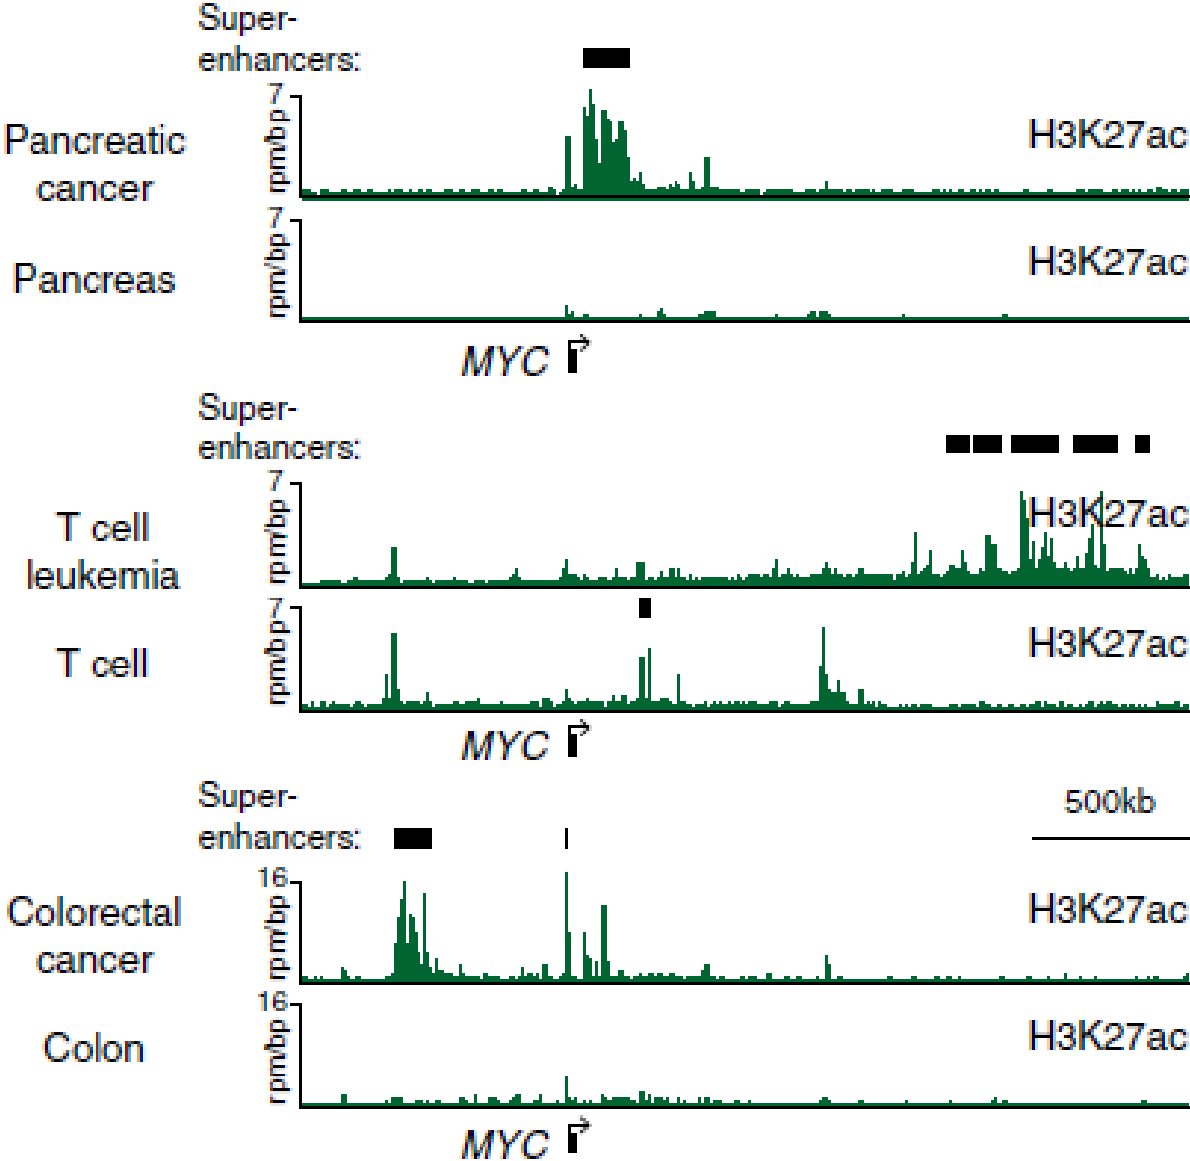 Super-
enhancers:
7
rpm/bp
Pancreatic
cancer
H3K27ac
7
rpm/bp
Pancreas
H3K27ac
MYC
Super-
enhancers:
7
rpm/bp
T cell
leukemia
H3K27ac
7
rpm/bp
T cell
H3K27ac
MYC
Super-
enhancers:
500kb
16
rpm/bp
Colorectal
cancer
H3K27ac
16
rpm/bp
Colon
H3K27ac
MYC